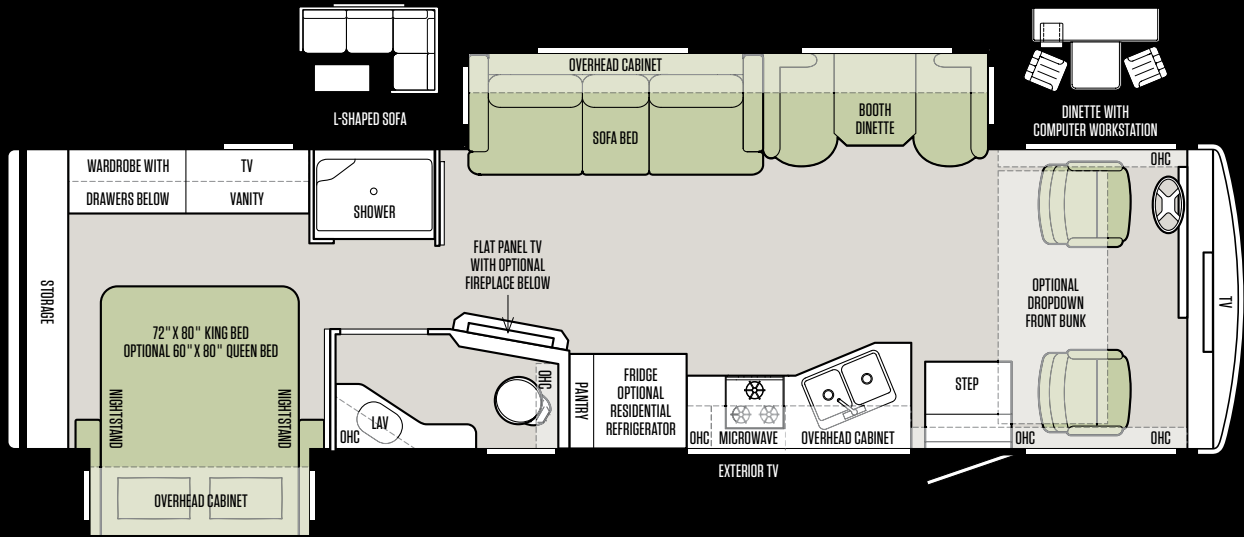 L-SHAPED SOFA
OVERHEAD CABINET
SOFA BED
BOOTH
DINETTE
DINETTE WITH
COMPUTER WORKSTATION
WARDROBE WITH
DRAWERS BELOW
TV
VANITY
SHOWER
OHC
FLAT PANEL TV
WITH OPTIONAL
FIREPLACE BELOW
STORAGE
OPTIONAL
DROPDOWN
FRONT BUNK
TV
72" X 80" KING BED
OPTIONAL 60" X 80" QUEEN BED
NIGHTSTAND
NIGHTSTAND
OHC
LAV
OHC
PANTRY
FRIDGE
OPTIONAL
RESIDENTIAL
REFRIGERATOR
OHC
MICROWAVE
OVERHEAD CABINET
STEP
OHC
OHC
EXTERIOR TV
OVERHEAD CABINET